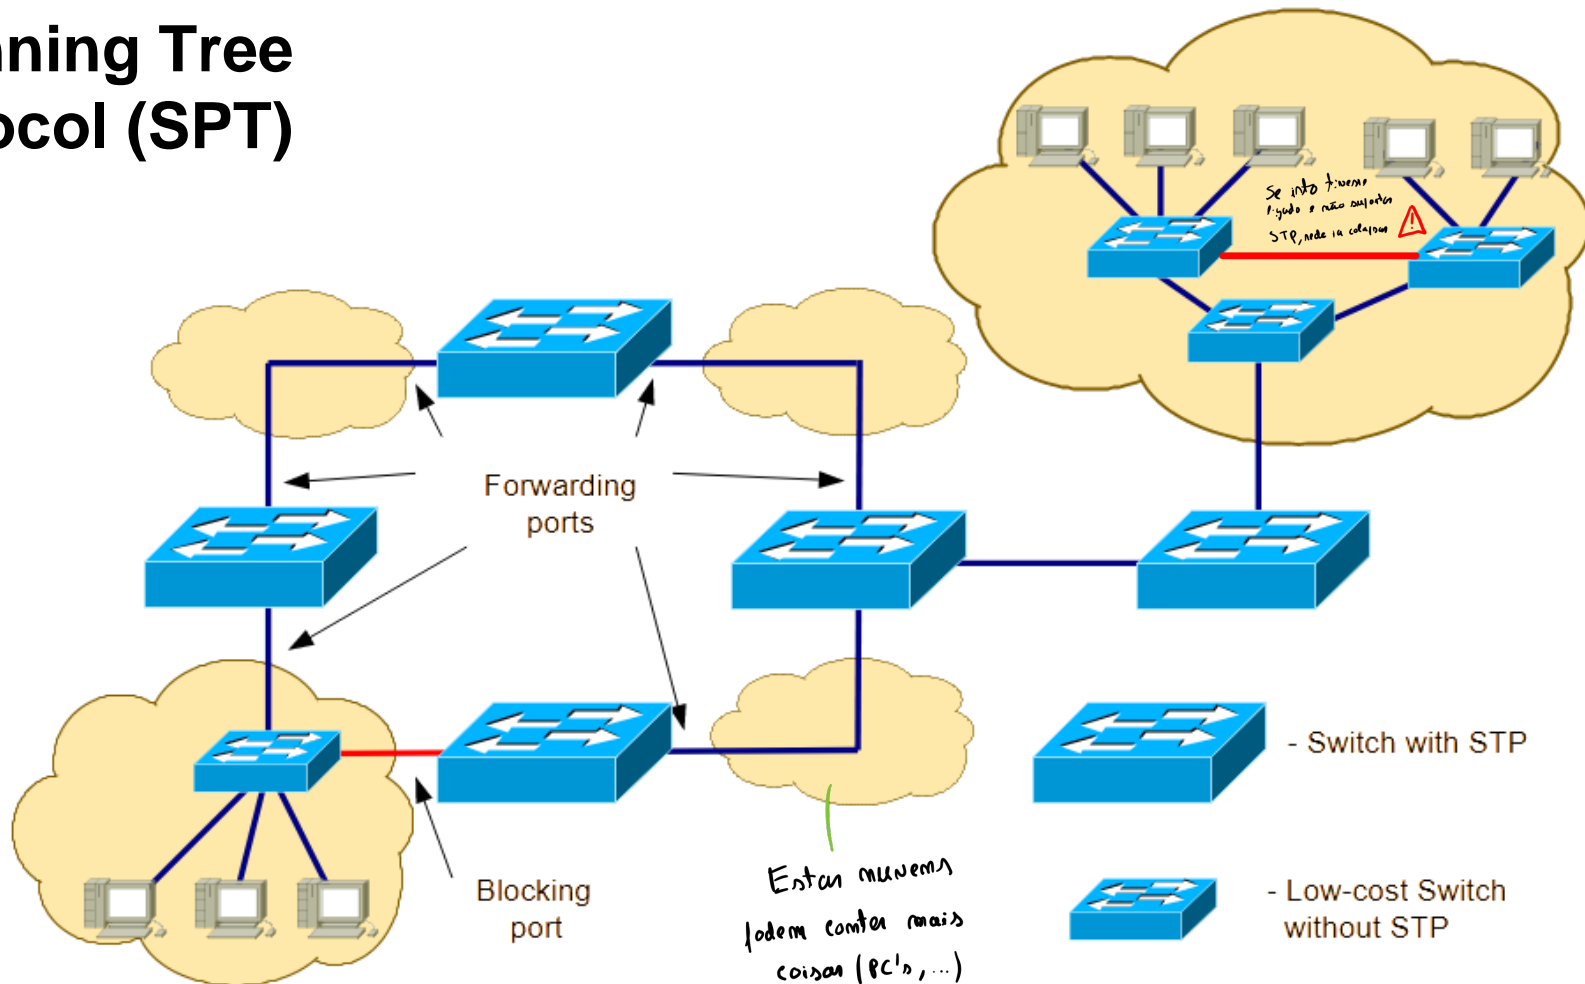 nning Tree
ocol (SPT)
Se isto tivesse
ligado e não suportar
STP, rede ia colapsar
Forwarding
ports
- Switch with STP
Blocking
port
Estas nuvens
podem conter mais
coisas (PC's, ...)
- Low-cost Switch
without STP